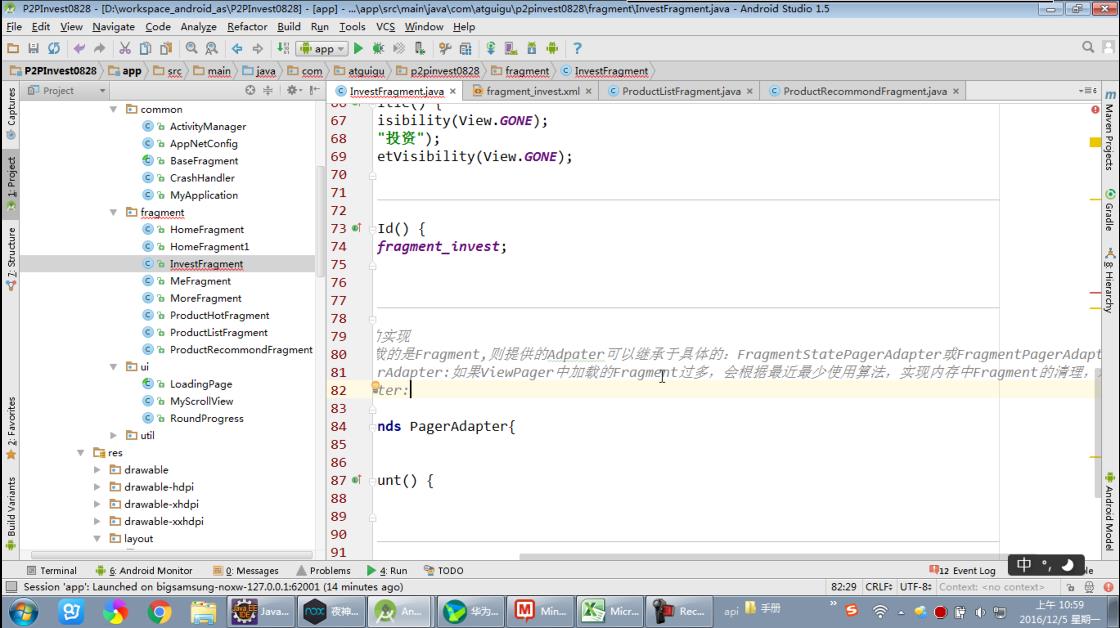 P2PInvest0828 - [D:\workspace_android_as\P2PInvest0828] - [app] - ...\app\src\main\java\com\atguigu\p2pinvest0828\fragment\InvestFragment.java - Android Studio 1.5
File Edit View Navigate Code Analyze Refactor Build Run Tools VCS Window Help
app
P2PInvest0828 app src main java com atguigu p2pinvest0828 fragment InvestFragment
Project
InvestFragment.java fragment_invest.xml ProductListFragment.java ProductRecommondFragment.java
common
ActivityManager
AppNetConfig
BaseFragment
CrashHandler
MyApplication
fragment
HomeFragment
HomeFragment1
InvestFragment
MeFragment
MoreFragment
ProductHotFragment
ProductListFragment
ProductRecommondFragment
ui
LoadingPage
MyScrollView
RoundProgress
util
res
drawable
drawable-hdpi
drawable-xhdpi
drawable-xxhdpi
layout
Captures
1: Project
7: Structure
2: Favorites
Build Variants
67 isibility(View.GONE);
68 "投资");
69 etVisibility(View.GONE);
70
71
72
73 Id() {
74 fragment_invest;
75
76
77
78
79 实现
80 载的是Fragment,则提供的Adpater可以继承于具体的：FragmentStatePagerAdapter或FragmentPagerAdapt
81 rAdapter:如果ViewPager中加载的Fragment过多，会根据最近最少使用算法，实现内存中Fragment的清理，
82 ter:
83
84 nds PagerAdapter{
85
86
87 unt() {
88
89
90
91
Maven Projects
Gradle
8: Hierarchy
Android Model
Terminal 6: Android Monitor 0: Messages Problems 4: Run TODO 12 Event Log
中
Session 'app': Launched on bigsamsung-noxw-127.0.0.1:62001 (14 minutes ago) 82:29 CRLF÷ UTF-8÷ Context: <no context>
Java... 夜神... An... 华为... Min... Micr... Rec... api 手册
上午 10:59
2016/12/5 星期一